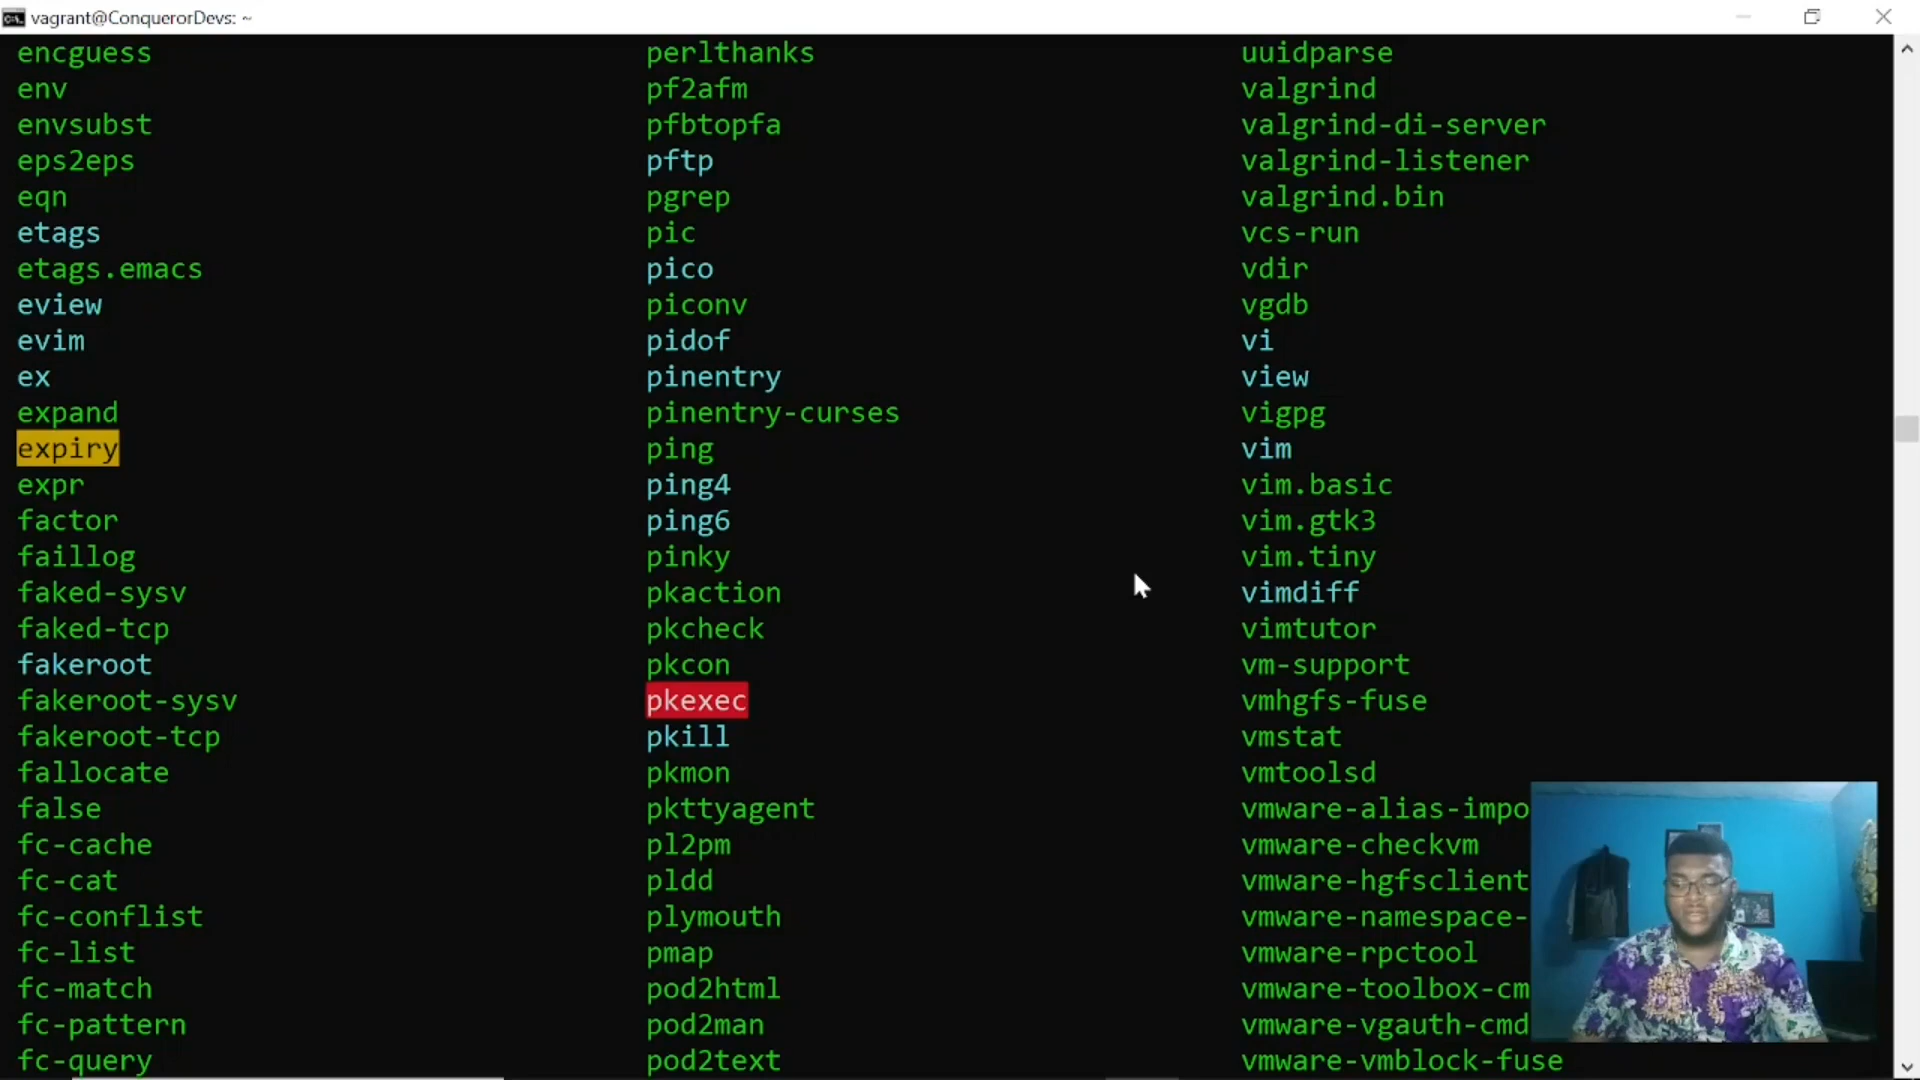 vagrant@ConquerorDevs: ~
encguess perlthanks uuidparse
env pf2afm valgrind
envsubst pfbtopfa valgrind-di-server
eps2eps pftp valgrind-listener
eqn pgrep valgrind.bin
etags pic vcs-run
etags.emacs pico vdir
eview piconv vgdb
evim pidof vi
ex pinentry view
expand pinentry-curses vigpg
expiry ping vim
expr ping4 vim.basic
factor ping6 vim.gtk3
faillog pinky vim.tiny
faked-sysv pkaction vimdiff
faked-tcp pkcheck vimtutor
fakeroot pkcon vm-support
fakeroot-sysv pkexec vmhgfs-fuse
fakeroot-tcp pkill vmstat
fallocate pkmon vmtoolsd
false pkttyagent vmware-alias-impo
fc-cache pl2pm vmware-checkvm
fc-cat pldd vmware-hgfsclient
fc-conflist plymouth vmware-namespace-
fc-list pmap vmware-rpctool
fc-match pod2html vmware-toolbox-cm
fc-pattern pod2man vmware-vgauth-cmd
fc-query pod2text vmware-vmblock-fuse